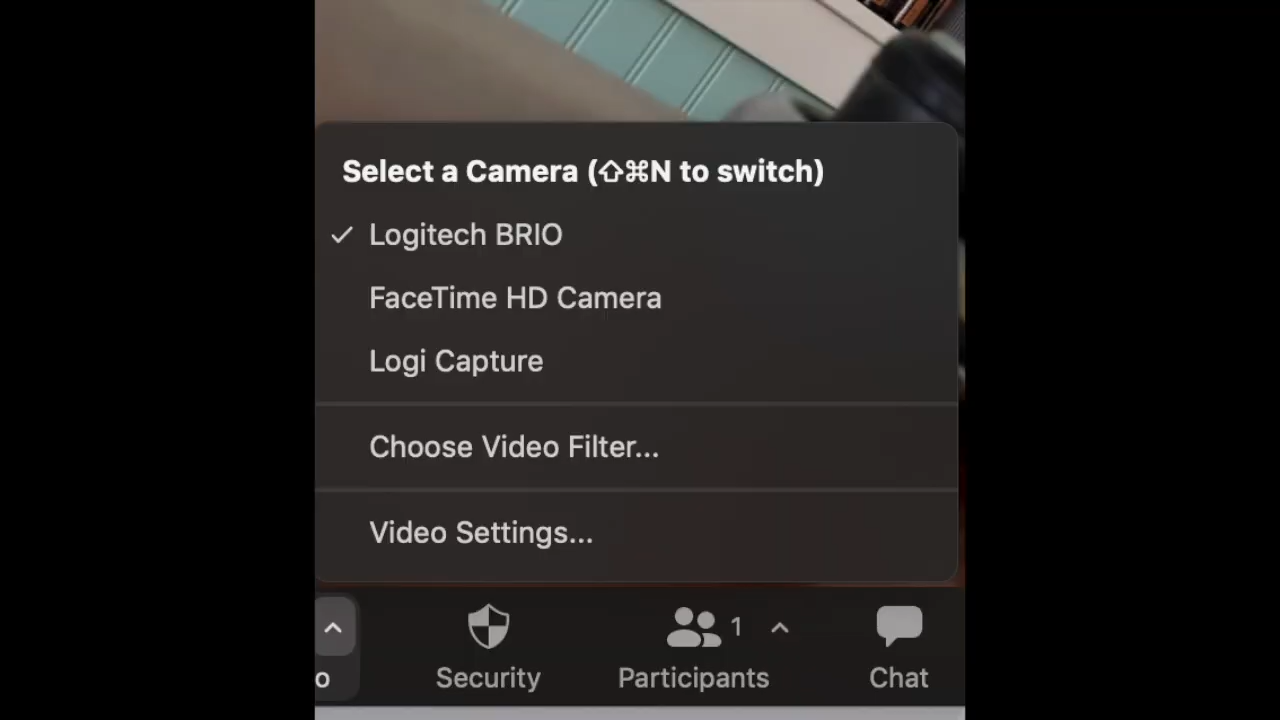 Select a Camera (⇧⌘N to switch)
✓ Logitech BRIO
FaceTime HD Camera
Logi Capture
Choose Video Filter...
Video Settings...
o
Security
Participants 1
Chat